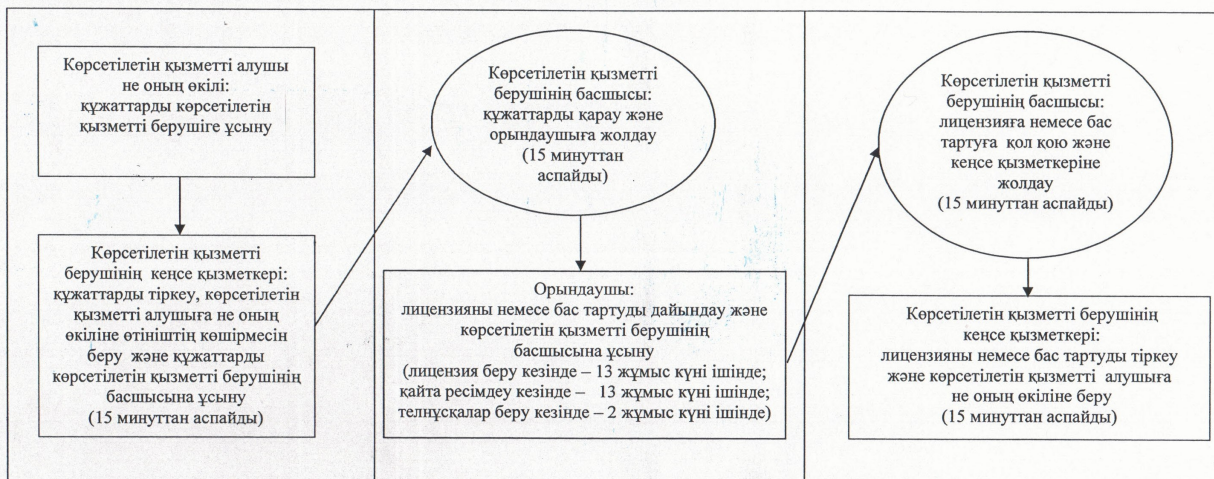 Көрсетілетін қызметті алушы
не оның өкілі:
құжаттарды көрсетілетін
қызметті берушіге ұсыну
Көрсетілетін қызметті
берушінің кеңсе қызметкері:
құжаттарды тіркеу, көрсетілетін
қызметті алушыға не оның
өкіліне өтініштің көшірмесін
беру және құжаттарды
көрсетілетін қызметті берушінің
басшысына ұсыну
(15 минуттан аспайды)
Көрсетілетін қызметті
берушінің басшысы:
құжаттарды қарау және
орындаушыға жолдау
(15 минуттан
аспайды)
Орындаушы:
лицензияны немесе бас тартуды дайындау және
көрсетілетін қызметті берушінің
басшысына ұсыну
(лицензия беру кезінде – 13 жұмыс күні ішінде;
қайта ресімдеу кезінде – 13 жұмыс күні ішінде;
телнұсқалар беру кезінде – 2 жұмыс күні ішінде)
Көрсетілетін қызметті
берушінің басшысы:
лицензияға немесе бас
тартуға қол қою және
кеңсе қызметкеріне
жолдау
(15 минуттан аспайды)
Көрсетілетін қызметті берушінің
кеңсе қызметкері:
лицензияны немесе бас тартуды тіркеу
және көрсетілетін қызметті алушыға
не оның өкіліне беру
(15 минуттан аспайды)